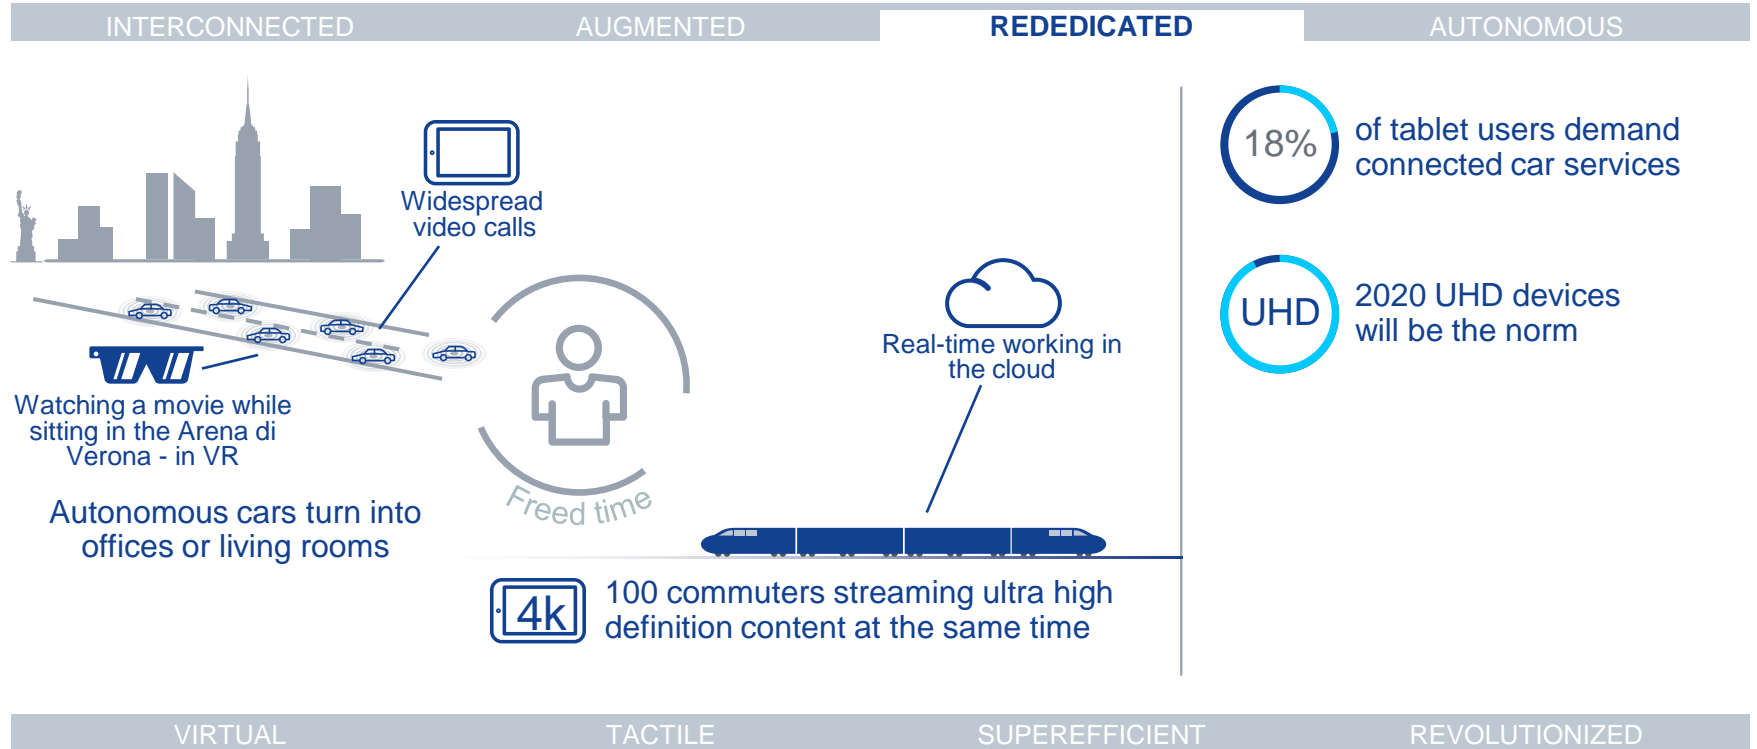 INTERCONNECTED
AUGMENTED
REDEDICATED
AUTONOMOUS
Widespread
video calls
Watching a movie while
sitting in the Arena di
Verona - in VR
Autonomous cars turn into
offices or living rooms
Freed time
Real-time working in
the cloud
4k
100 commuters streaming ultra high
definition content at the same time
18%
of tablet users demand
connected car services
UHD
2020 UHD devices
will be the norm
VIRTUAL
TACTILE
SUPEREFFICIENT
REVOLUTIONIZED